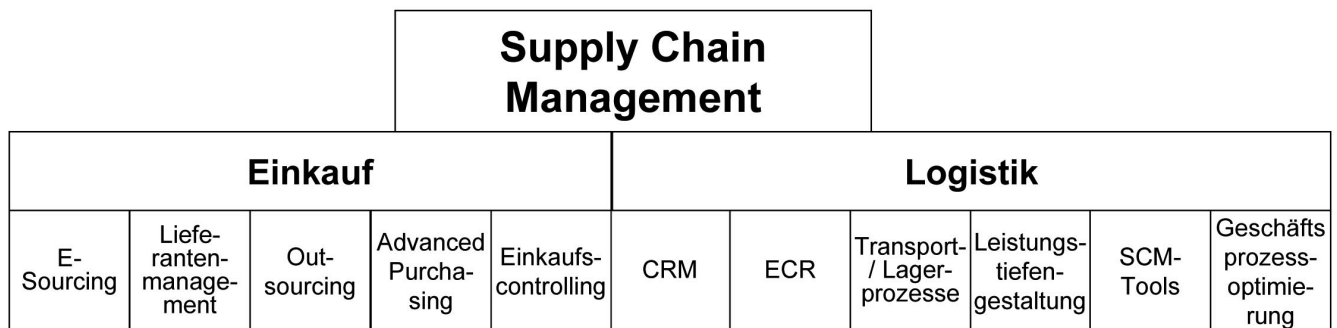 Supply Chain
Management
Einkauf
Logistik
E-
Sourcing
Liefe-
ranten-
manage-
ment
Out-
sourcing
Advanced
Purcha-
sing
Einkaufs-
controlling
CRM
ECR
Transport-
/ Lager-
prozesse
Leistungs-
tiefen-
gestaltung
SCM-
Tools
Geschäfts
prozess-
optimie-
rung